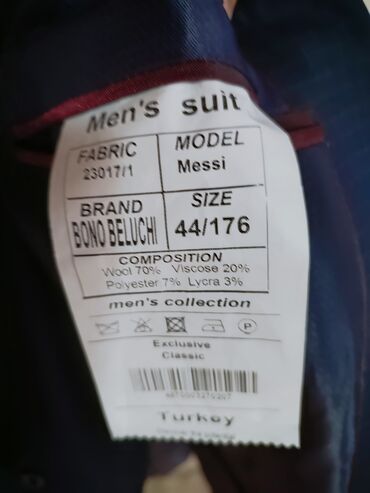 Men's suit
FABRIC
23017/1
MODEL
Messi
BRAND
BONO BELUCHI
SIZE
44/176
COMPOSITION
Wool 70% Viscose 20%
Polyester 7% Lycra 3%
men's collection
P
Exclusive
Classic
Turkey